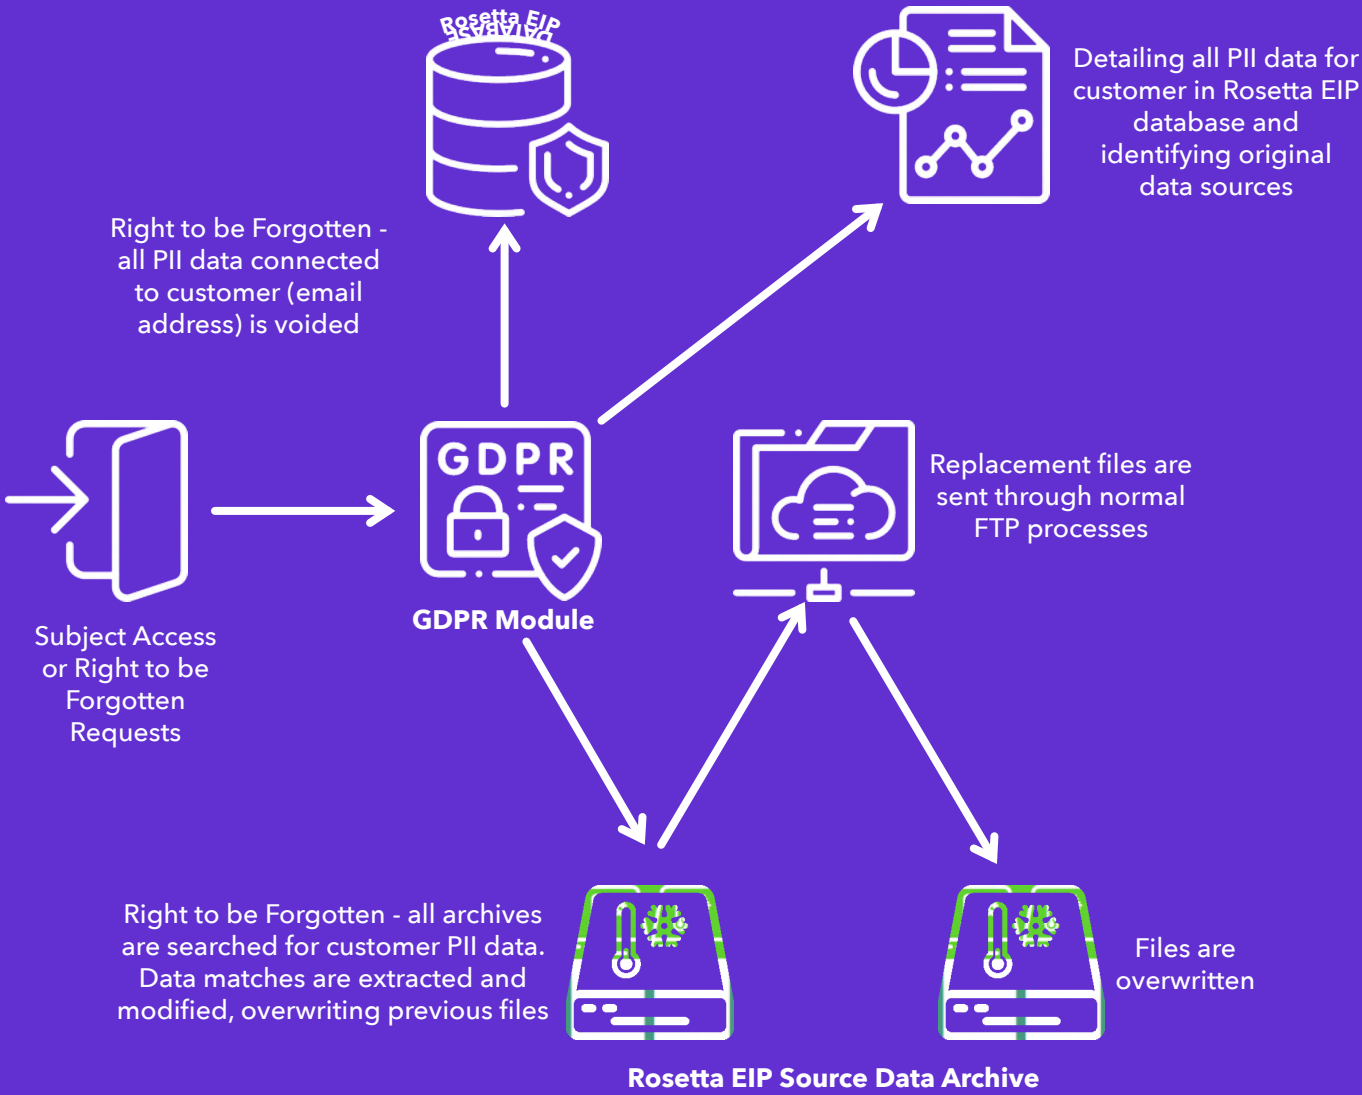 Rosetta EIP
DATABASE
Detailing all PII data for
customer in Rosetta EIP
database and
identifying original
data sources
Right to be Forgotten -
all PII data connected
to customer (email
address) is voided
GDPR
GDPR Module
Replacement files are
sent through normal
FTP processes
Subject Access
or Right to be
Forgotten
Requests
Right to be Forgotten - all archives
are searched for customer PII data.
Data matches are extracted and
modified, overwriting previous files
Files are
overwritten
Rosetta EIP Source Data Archive